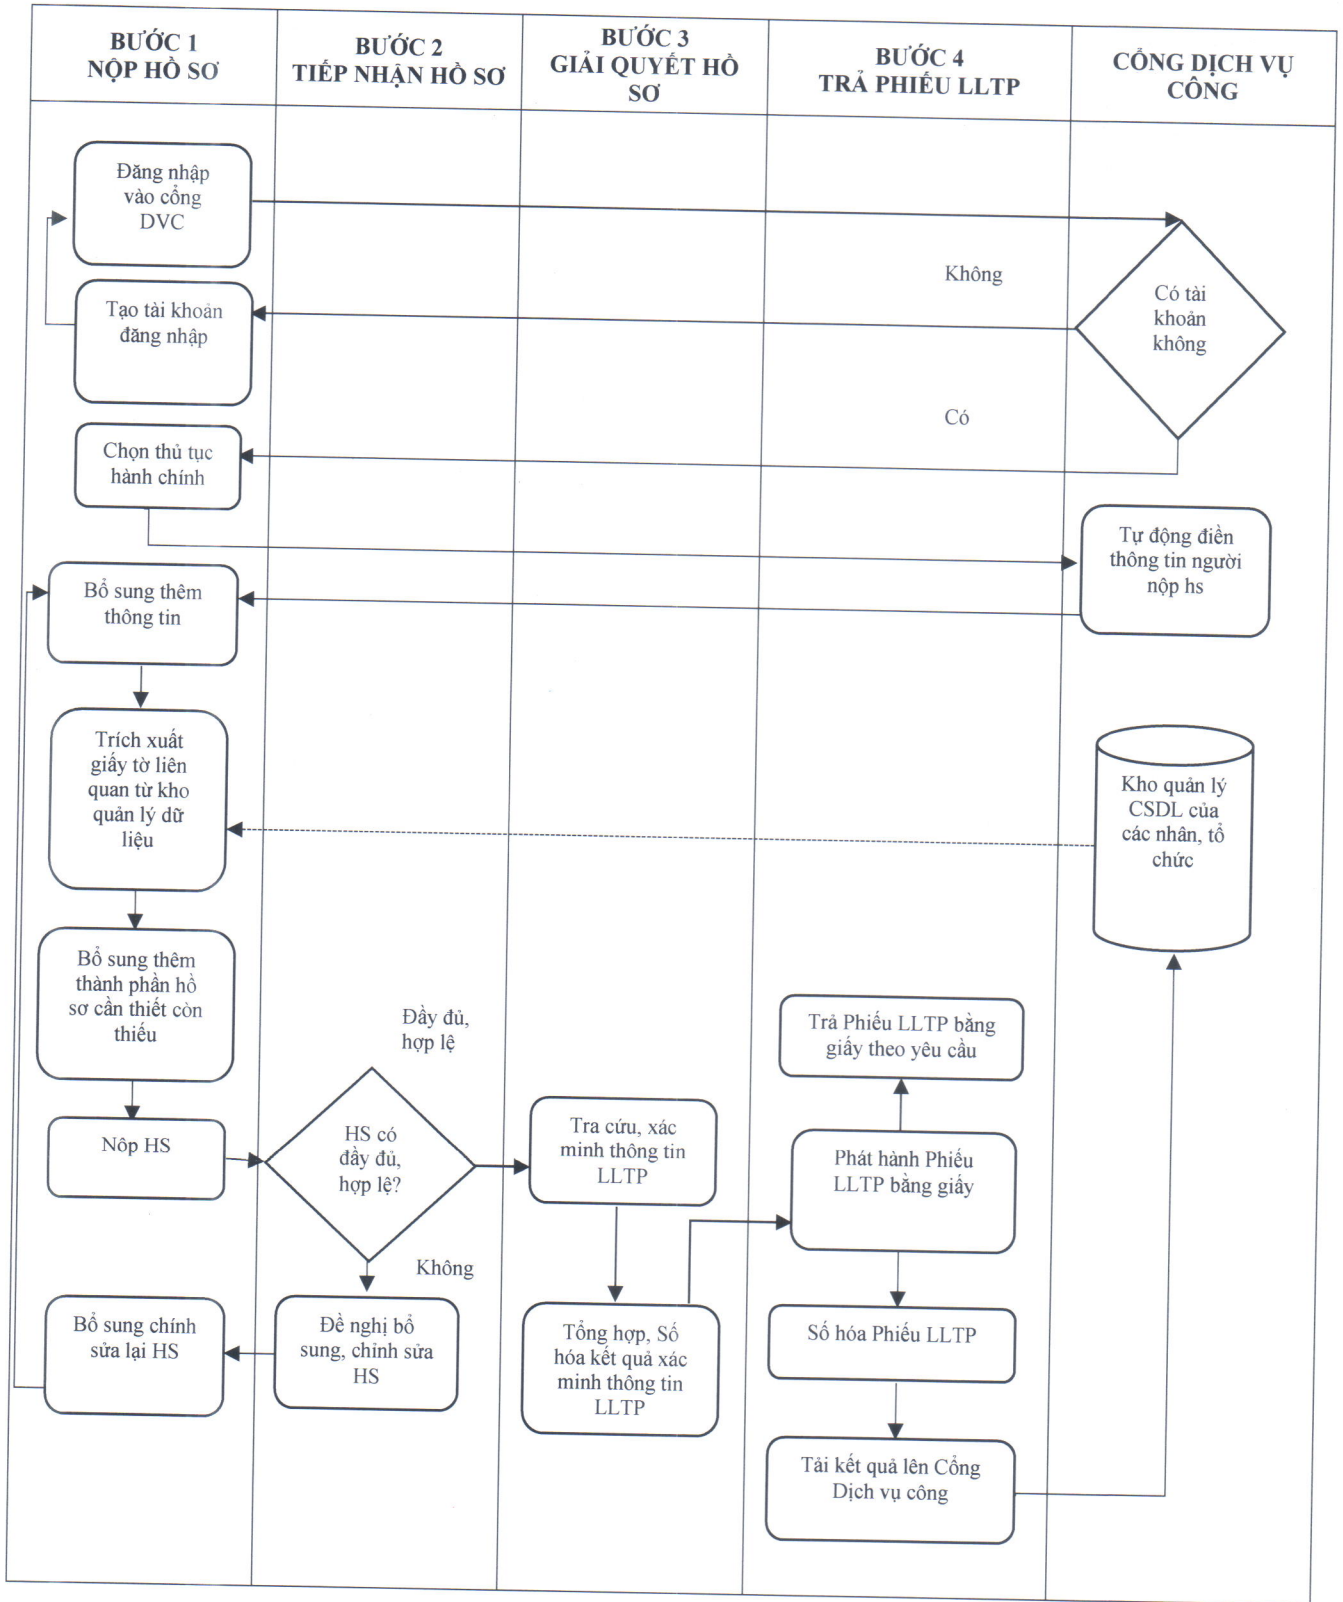 BƯỚC 1
NỘP HỒ SƠ
BƯỚC 2
TIẾP NHẬN HỒ SƠ
BƯỚC 3
GIẢI QUYẾT HỒ
SƠ
BƯỚC 4
TRẢ PHIẾU LLTP
CỔNG DỊCH VỤ
CÔNG
Đăng nhập
vào cổng
DVC
Không
Có tài
khoản
không
Tạo tài khoản
đăng nhập
Có
Chọn thủ tục
hành chính
Tự động điền
thông tin người
nộp hs
Bổ sung thêm
thông tin
Trích xuất
giấy tờ liên
quan từ kho
quản lý dữ
liệu
Kho quản lý
CSDL của
các nhân, tổ
chức
Bổ sung thêm
thành phần hồ
sơ cần thiết còn
thiếu
Đầy đủ,
hợp lệ
Trả Phiếu LLTP bằng
giấy theo yêu cầu
Nôp HS
HS có
đầy đủ,
hợp lệ?
Tra cứu, xác
minh thông tin
LLTP
Phát hành Phiếu
LLTP bằng giấy
Không
Bổ sung chính
sửa lại HS
Đề nghị bổ
sung, chỉnh sửa
HS
Tổng hợp, Số
hóa kết quả xác
minh thông tin
LLTP
Số hóa Phiếu LLTP
Tải kết quả lên Cổng
Dịch vụ công